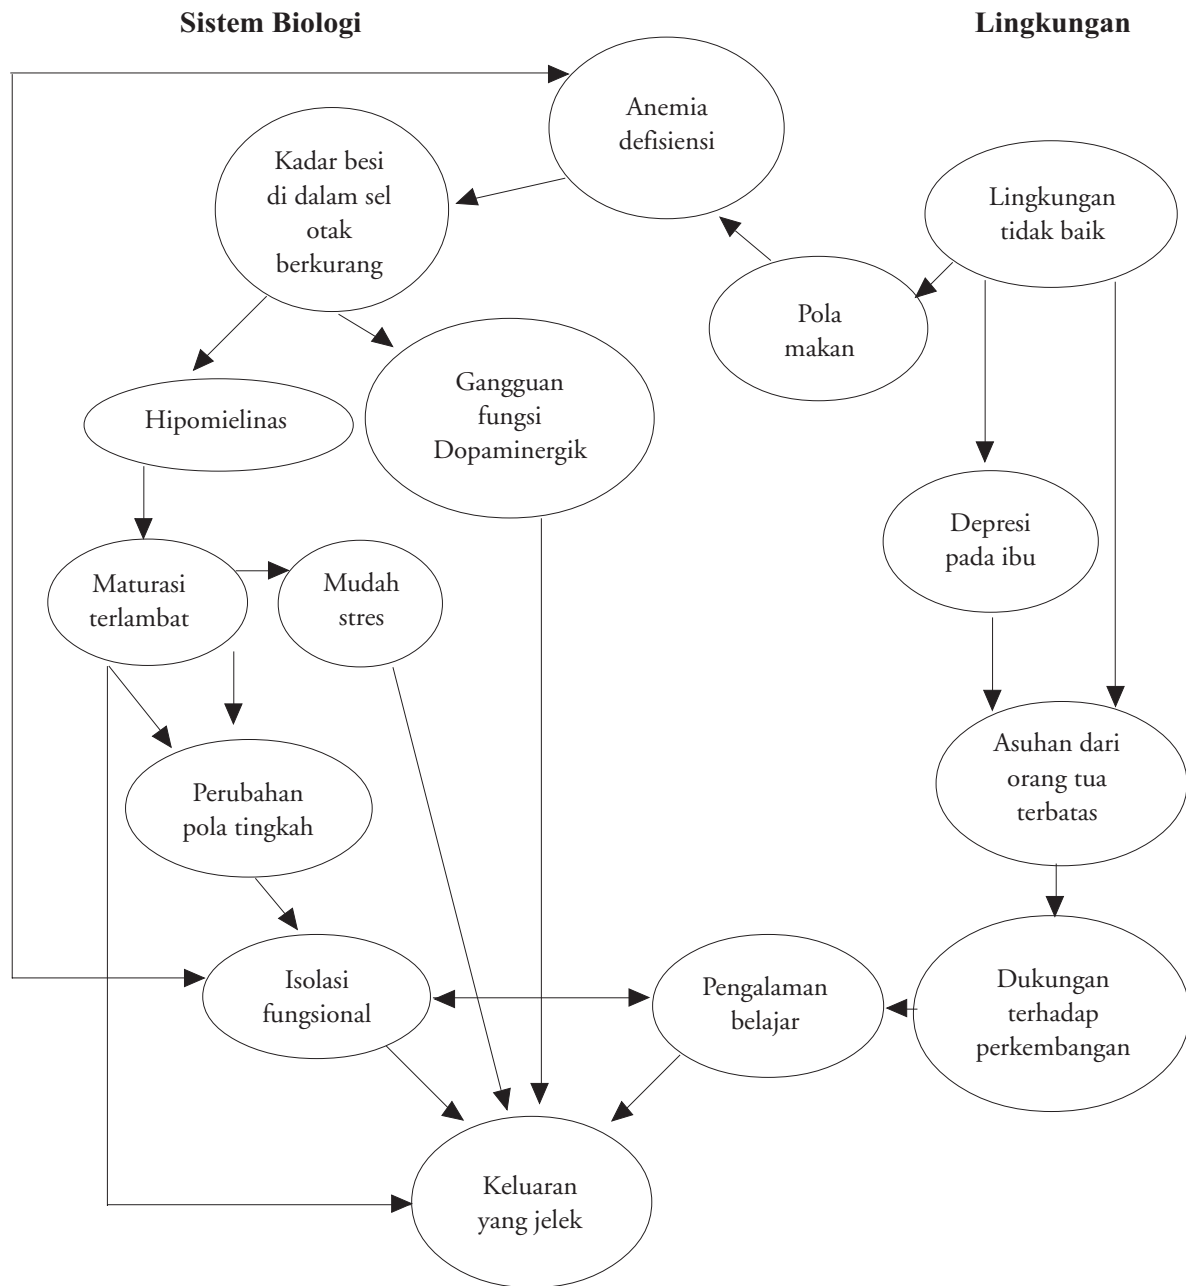 Sistem Biologi
Lingkungan
Anemia
defisiensi
Kadar besi
di dalam sel
otak
berkurang
Lingkungan
tidak baik
Pola
makan
Hipomielinas
Gangguan
fungsi
Dopaminergik
Depresi
pada ibu
Maturasi
terlambat
Mudah
stres
Asuhan dari
orang tua
terbatas
Perubahan
pola tingkah
Isolasi
fungsional
Pengalaman
belajar
Dukungan
terhadap
perkembangan
Keluaran
yang jelek